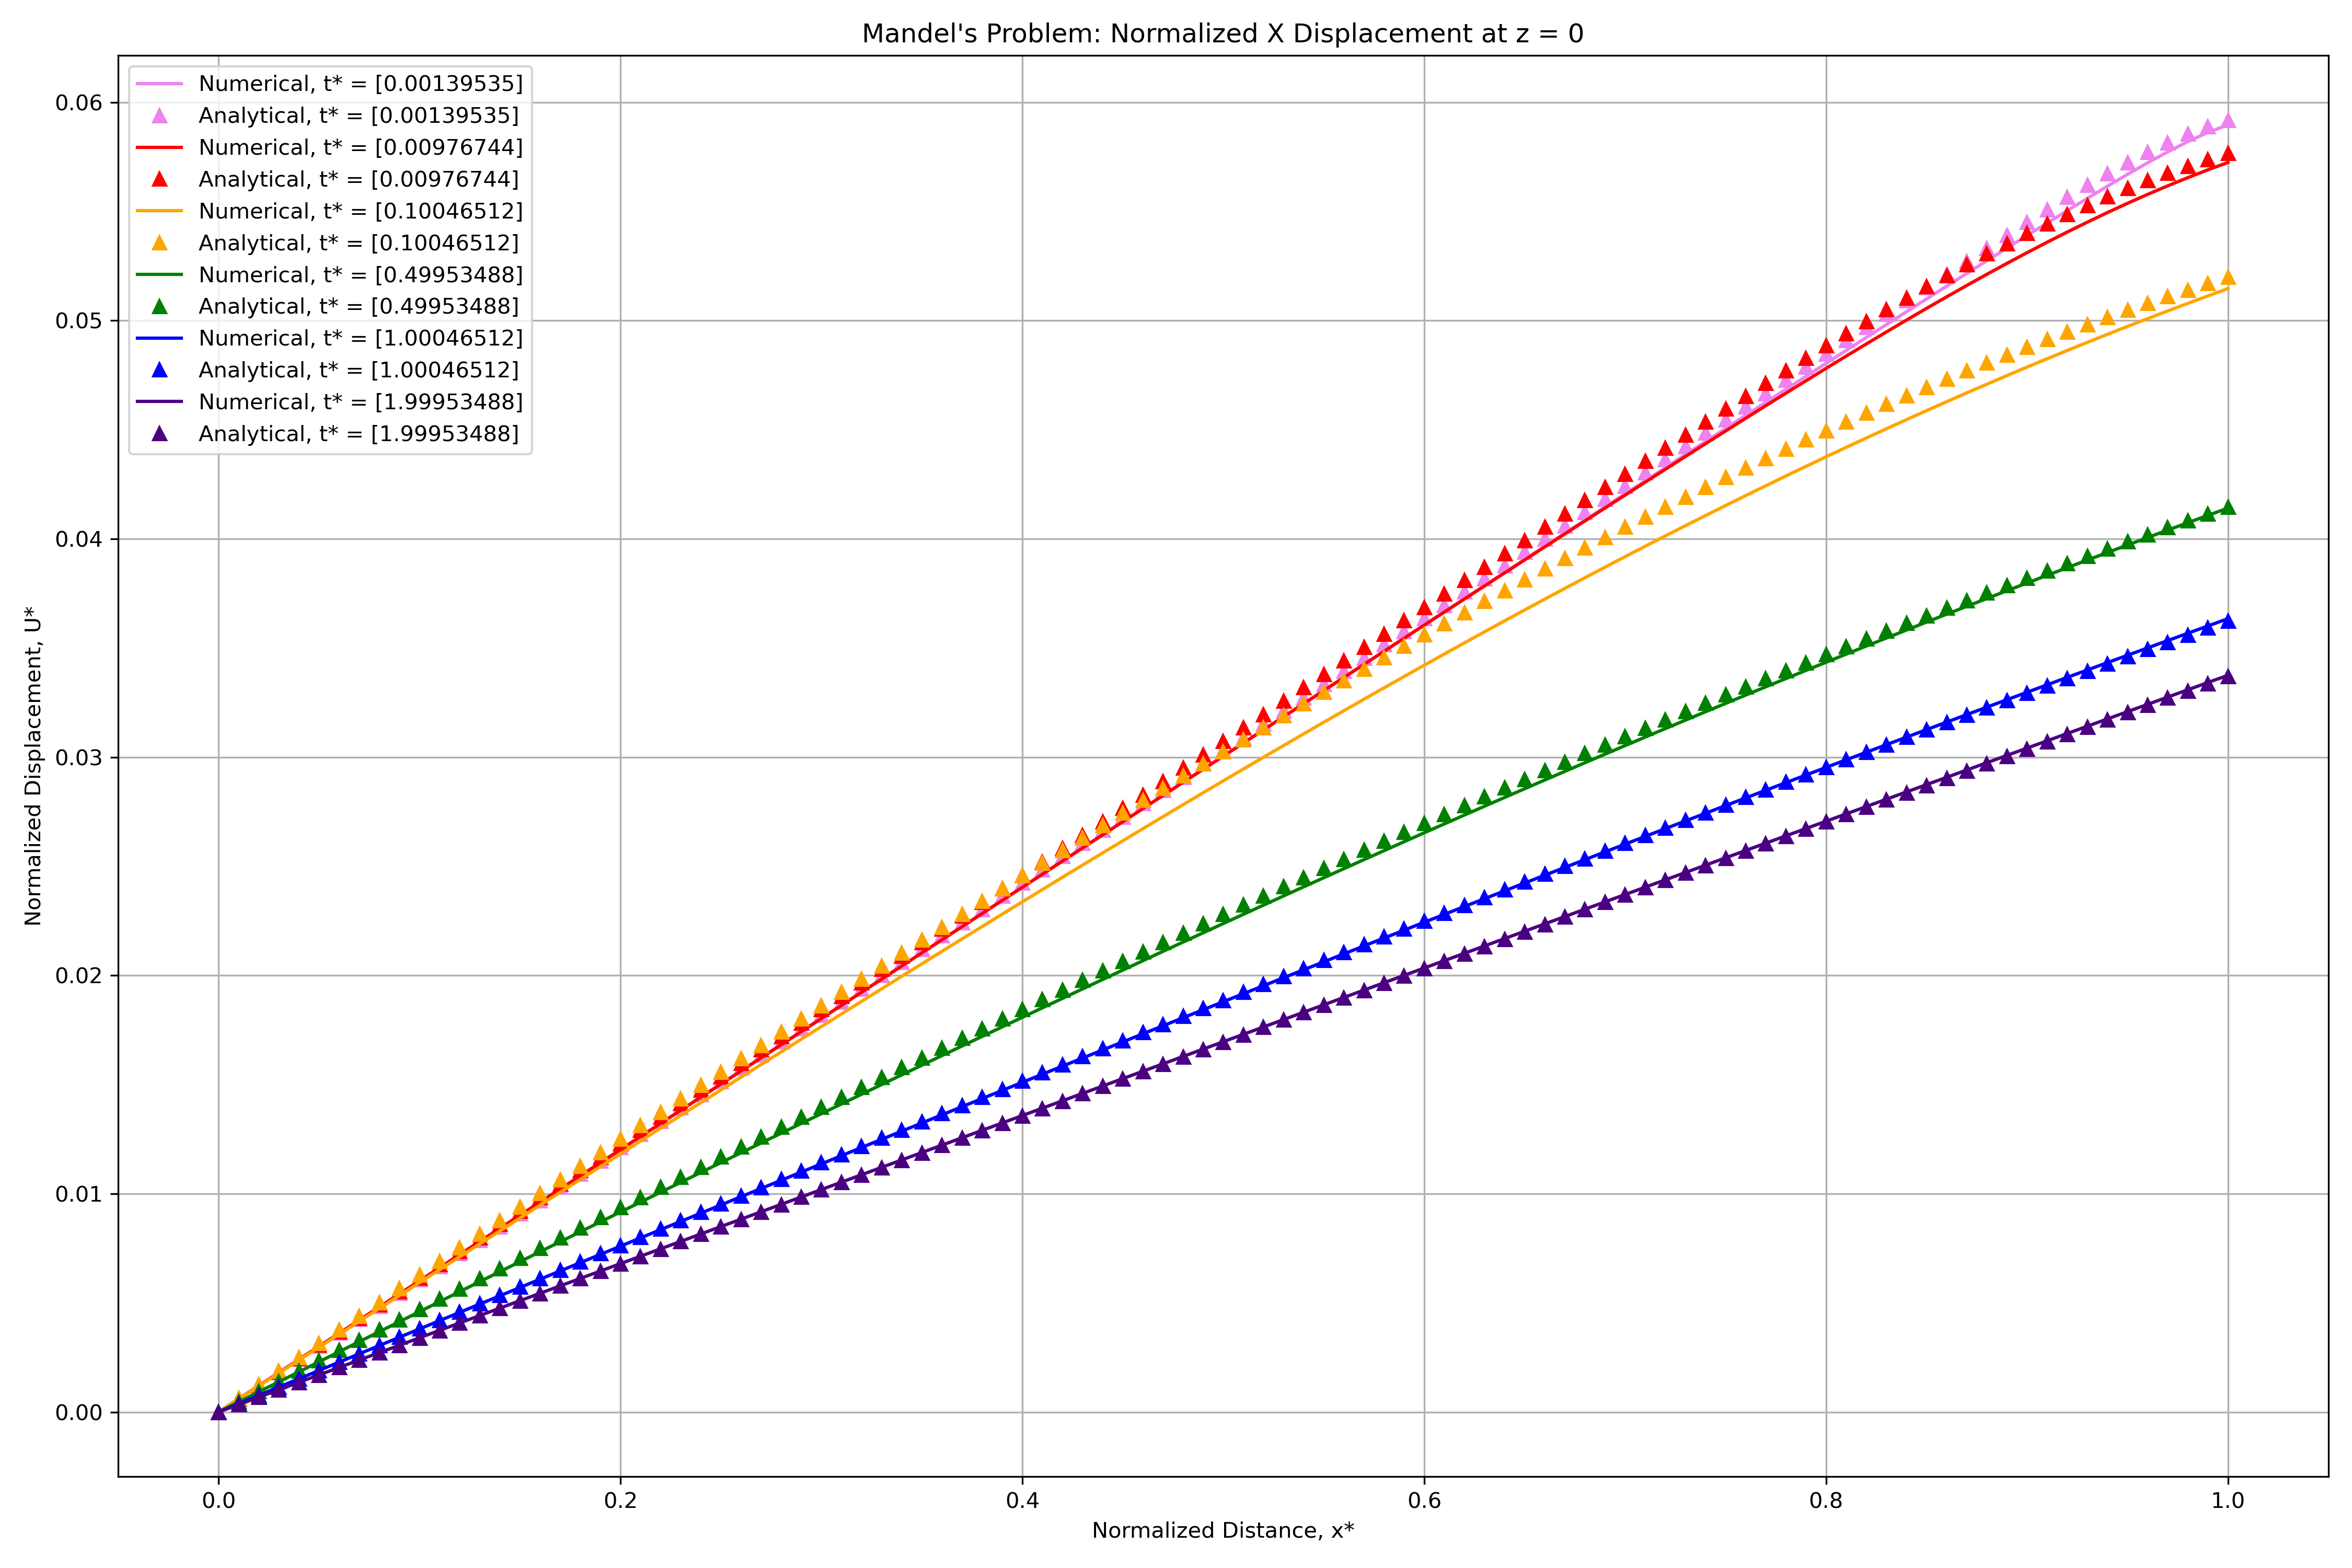 Mandel's Problem: Normalized X Displacement at z = 0
Numerical, t* = [0.00139535]
Analytical, t* = [0.00139535]
Numerical, t* = [0.00976744]
Analytical, t* = [0.00976744]
Numerical, t* = [0.10046512]
Analytical, t* = [0.10046512]
Numerical, t* = [0.49953488]
Analytical, t* = [0.49953488]
Numerical, t* = [1.00046512]
Analytical, t* = [1.00046512]
Numerical, t* = [1.99953488]
Analytical, t* = [1.99953488]
Normalized Displacement, U*
0.06
0.05
0.04
0.03
0.02
0.01
0.00
0.0 0.2 0.4 0.6 0.8 1.0
Normalized Distance, x*